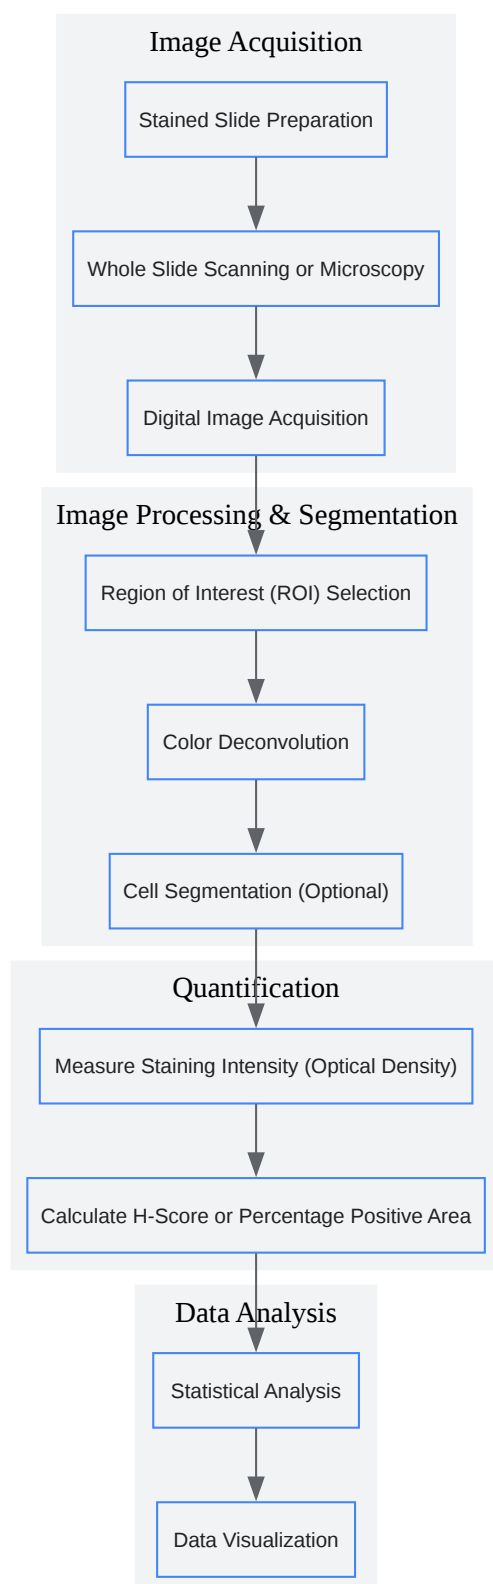 Image Acquisition
Stained Slide Preparation
Whole Slide Scanning or Microscopy
Digital Image Acquisition
Image Processing & Segmentation
Region of Interest (ROI) Selection
Color Deconvolution
Cell Segmentation (Optional)
Quantification
Measure Staining Intensity (Optical Density)
Calculate H-Score or Percentage Positive Area
Data Analysis
Statistical Analysis
Data Visualization